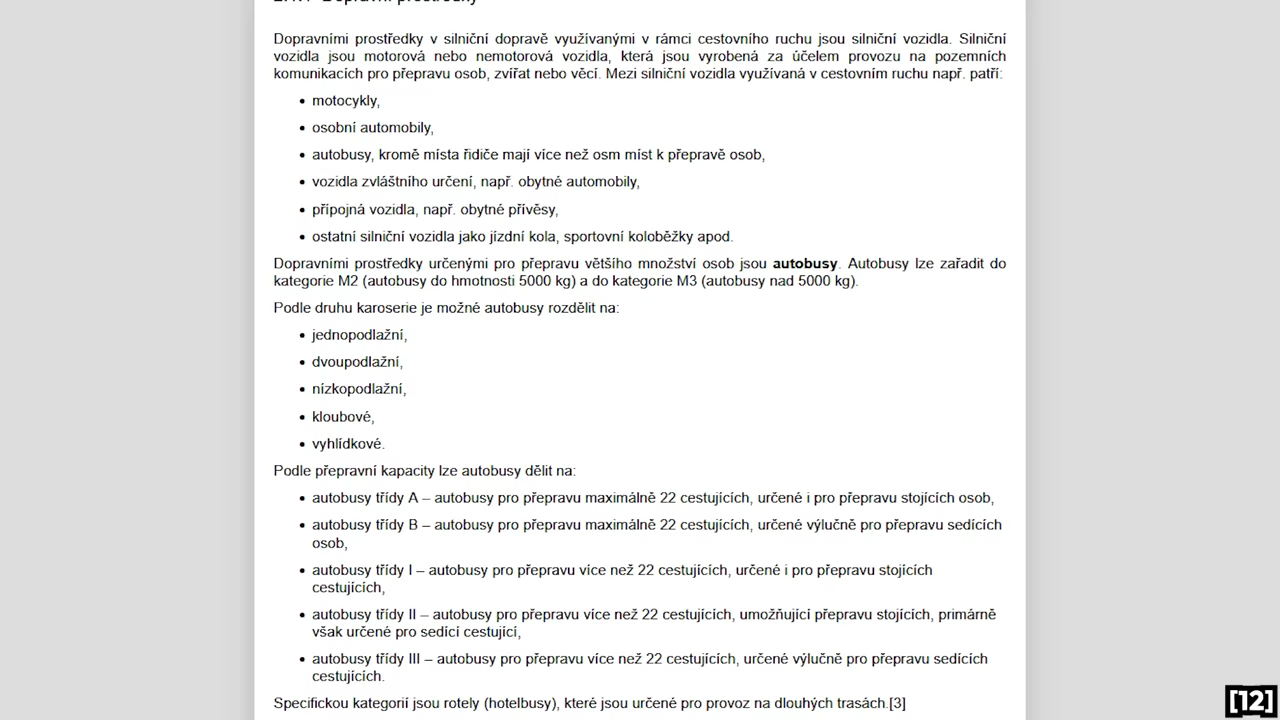 Dopravními prostředky v silniční dopravě využívanými v rámci cestovního ruchu jsou silniční vozidla. Silniční
vozidla jsou motorová nebo nemotorová vozidla, která jsou vyrobená za účelem provozu na pozemních
komunikacích pro přepravu osob, zvířat nebo věcí. Mezi silniční vozidla využívaná v cestovním ruchu např. patří:
• motocykly,
• osobní automobily,
• autobusy, kromě místa řidiče mají více než osm míst k přepravě osob,
• vozidla zvláštního určení, např. obytné automobily,
• přípojná vozidla, např. obytné přívěsy,
• ostatní silniční vozidla jako jízdní kola, sportovní koloběžky apod.
Dopravními prostředky určenými pro přepravu většího množství osob jsou autobusy. Autobusy lze zařadit do
kategorie M2 (autobusy do hmotnosti 5000 kg) a do kategorie M3 (autobusy nad 5000 kg).
Podle druhu karoserie je možné autobusy rozdělit na:
• jednopodlažní,
• dvoupodlažní,
• nízkopodlažní,
• kloubové,
• vyhlídkové.
Podle přepravní kapacity lze autobusy dělit na:
• autobusy třídy A – autobusy pro přepravu maximálně 22 cestujících, určené i pro přepravu stojících osob,
• autobusy třídy B – autobusy pro přepravu maximálně 22 cestujících, určené výlučně pro přepravu sedících
osob,
• autobusy třídy I – autobusy pro přepravu více než 22 cestujících, určené i pro přepravu stojících
cestujících,
• autobusy třídy II – autobusy pro přepravu více než 22 cestujících, umožňující přepravu stojících, primárně
však určené pro sedící cestující,
• autobusy třídy III – autobusy pro přepravu více než 22 cestujících, určené výlučně pro přepravu sedících
cestujících.
Specifickou kategorií jsou rotely (hotelbusy), které jsou určené pro provoz na dlouhých trasách.[3]
[12]